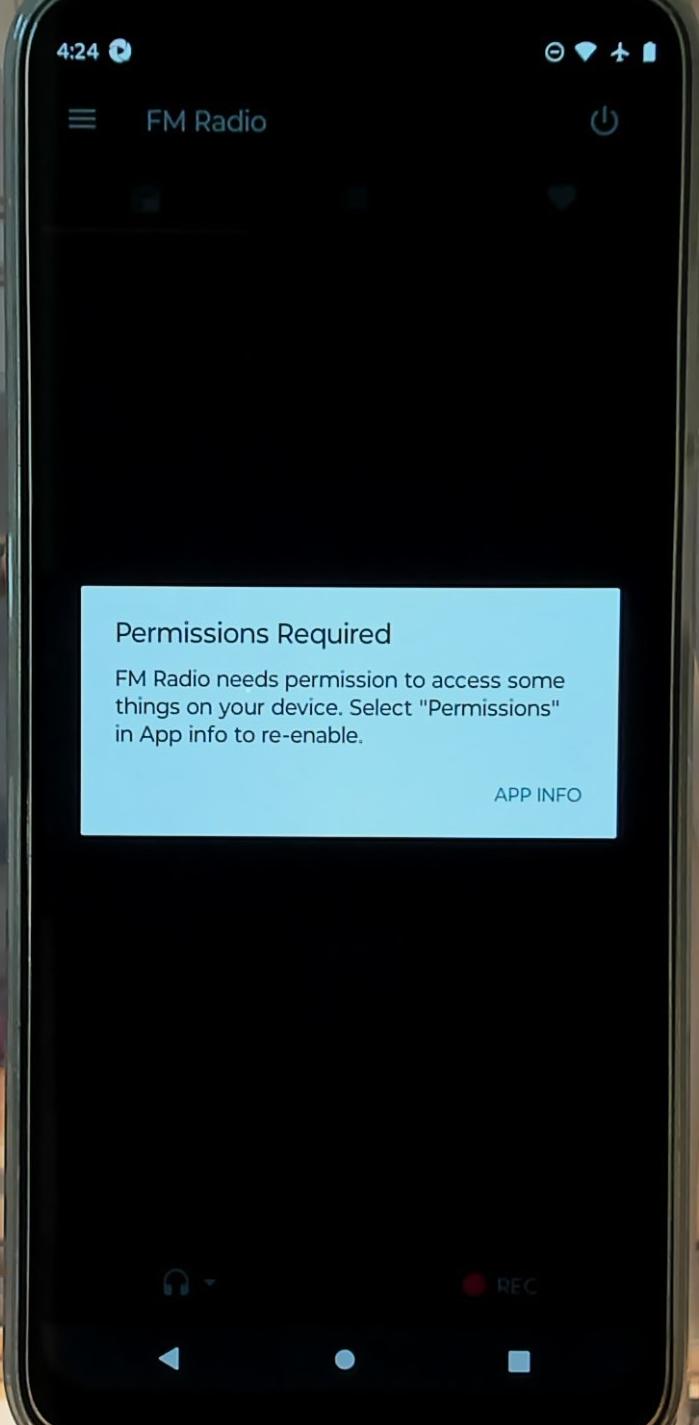 4:24
FM Radio
Permissions Required
FM Radio needs permission to access some
things on your device. Select "Permissions"
in App info to re-enable.
APP INFO
REC